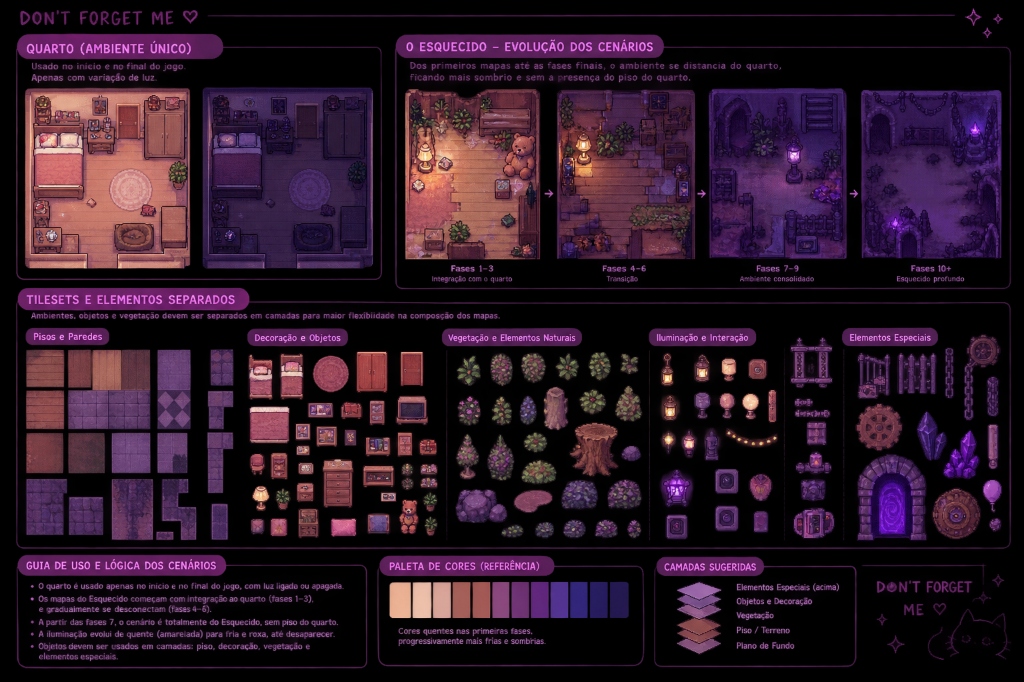 DON'T FORGET ME ♡
QUARTO (AMBIENTE ÚNICO)
Usado no início e no final do jogo.
Apenas com variação de luz.
O ESQUECIDO – EVOLUÇÃO DOS CENÁRIOS
Dos primeiros mapas até as fases finais, o ambiente se distancia do quarto,
ficando mais sombrio e sem a presença do piso do quarto.
Fases 1–3
Integração com o quarto
Fases 4–6
Transição
Fases 7–9
Ambiente consolidado
Fases 10+
Esquecido profundo
TILESETS E ELEMENTOS SEPARADOS
Ambientes, objetos e vegetação devem ser separados em camadas para maior flexibilidade na composção dos mapas.
Pisos e Paredes
Decoração e Objetos
Vegetação e Elementos Naturais
Iluminação e Interação
Elementos Especiais
GUIA DE USO E LÓGICA DOS CENÁRIOS
• O quarto é usado apenas no início e no final do jogo, com luz ligado ou apagada.
• Os mapas do Esquecido começam com integração ao quarto (fases 1–3),
e gradualmente se desconectam (fases 4–6).
• A partir das fases 7, o cenário é totalmente do Esquecido, sem piso do quarto.
• A iluminação evolui de quente (amarelada) para fria e roxa, até desaparecer.
• Objetos devem ser usados em camadas: piso, decoração, vegetação e
elementos especiais.
PALETA DE CORES (REFERÊNCIA)
Cores quentes nas primeiras fases,
progressivamente mais frias e sombrias.
CAMADAS SUGERIDAS
Elementos Especiais (acima)
Objetos e Decoração
Vegetação
Piso / Terreno
Plano de Fundo
DON'T FORGET
ME ♡